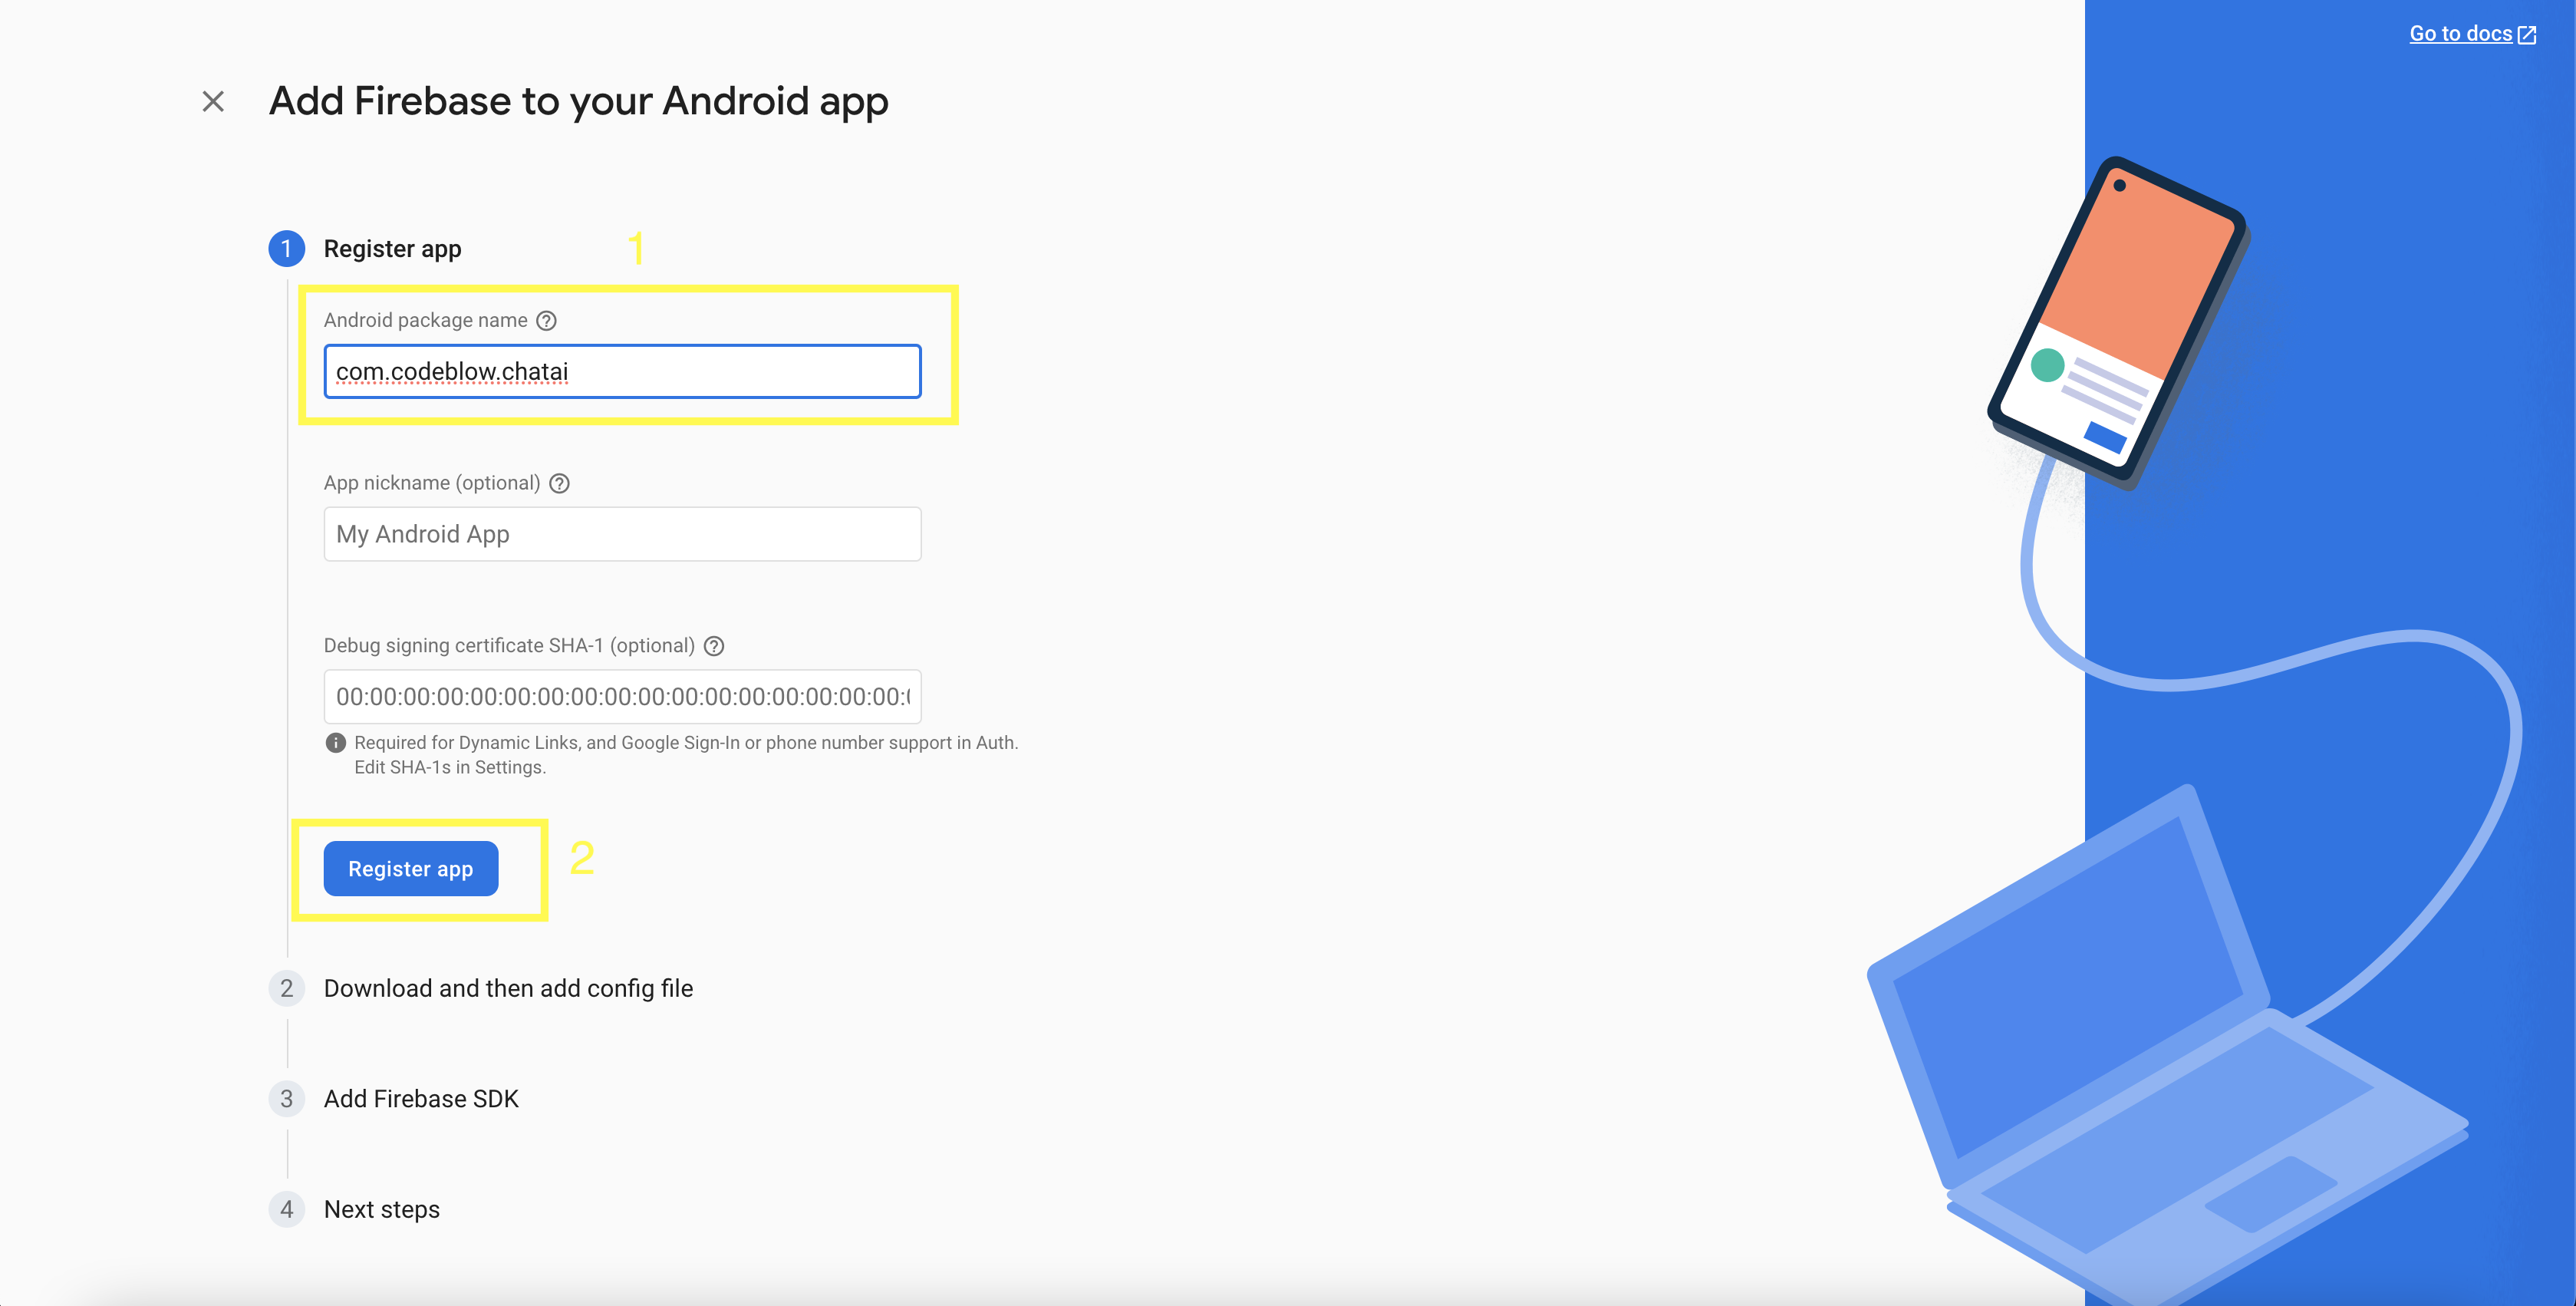 Go to docs
Add Firebase to your Android app
1 Register app 1
Android package name
com.codeblow.chatai
App nickname (optional)
My Android App
Debug signing certificate SHA-1 (optional)
00:00:00:00:00:00:00:00:00:00:00:00:00:00:00:00:00:
Required for Dynamic Links, and Google Sign-In or phone number support in Auth.
Edit SHA-1s in Settings.
Register app 2
2 Download and then add config file
3 Add Firebase SDK
4 Next steps